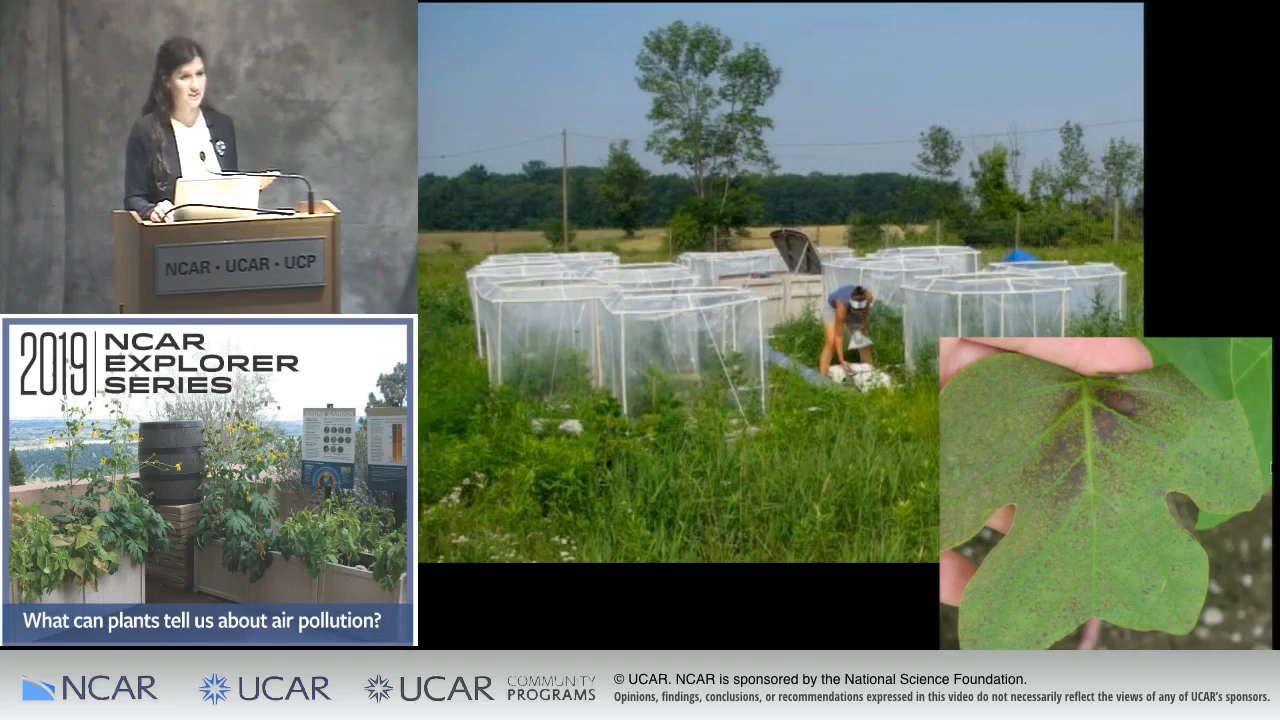 NCAR • UCAR • UCP
2019 NCAR
EXPLORER
SERIES
What can plants tell us about air pollution?
NCAR
UCAR
UCAR
COMMUNITY
PROGRAMS
© UCAR. NCAR is sponsored by the National Science Foundation.
Opinions, findings, conclusions, or recommendations expressed in this video do not necessarily reflect the views of any of UCAR's sponsors.